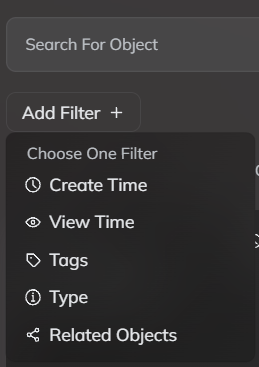 Search For Object
Add Filter +
Choose One Filter
Create Time
View Time
Tags
Type
Related Objects